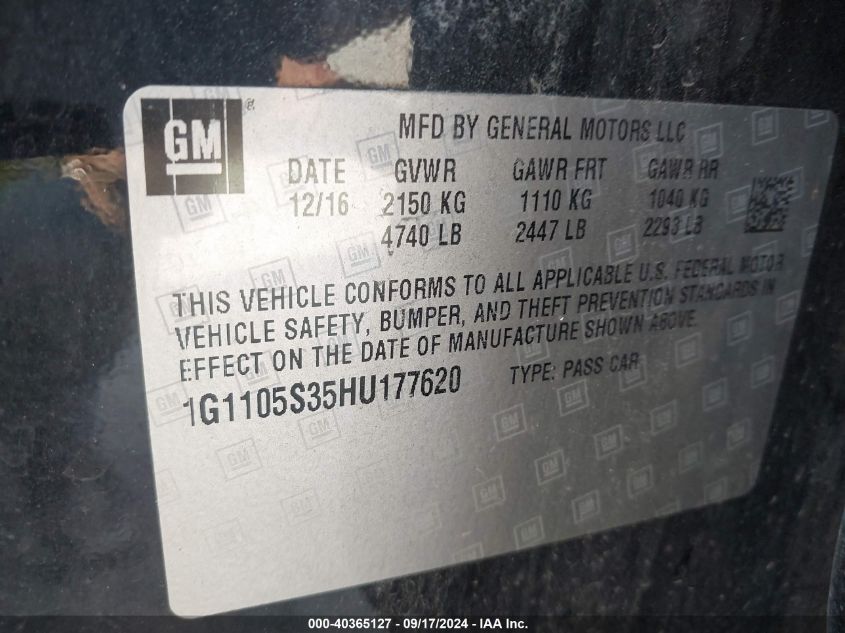 GM
MFD BY GENERAL MOTORS LLC
DATE GVWR GAWR FRT GAWR RR
12/16 2150 KG 1110 KG 1040 KG
4740 LB 2447 LB 2293 LB
THIS VEHICLE CONFORMS TO ALL APPLICABLE U.S. FEDERAL MOTOR
VEHICLE SAFETY, BUMPER, AND THEFT PREVENTION STANDARDS IN
EFFECT ON THE DATE OF MANUFACTURE SHOWN ABOVE.
1G1105S35HU177620 TYPE: PASS CAR
000-40365127 - 09/17/2024 - IAA Inc.